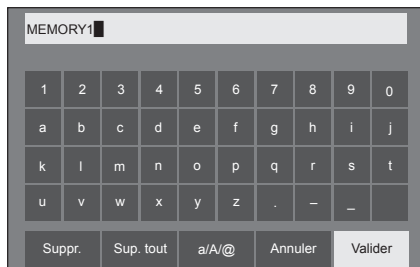 MEMORY1
1 2 3 4 5 6 7 8 9 0
a b c d e f g h i j
k l m n o p q r s t
u v w x y z . – _
Suppr. Sup. tout a/A/@ Annuler Valider